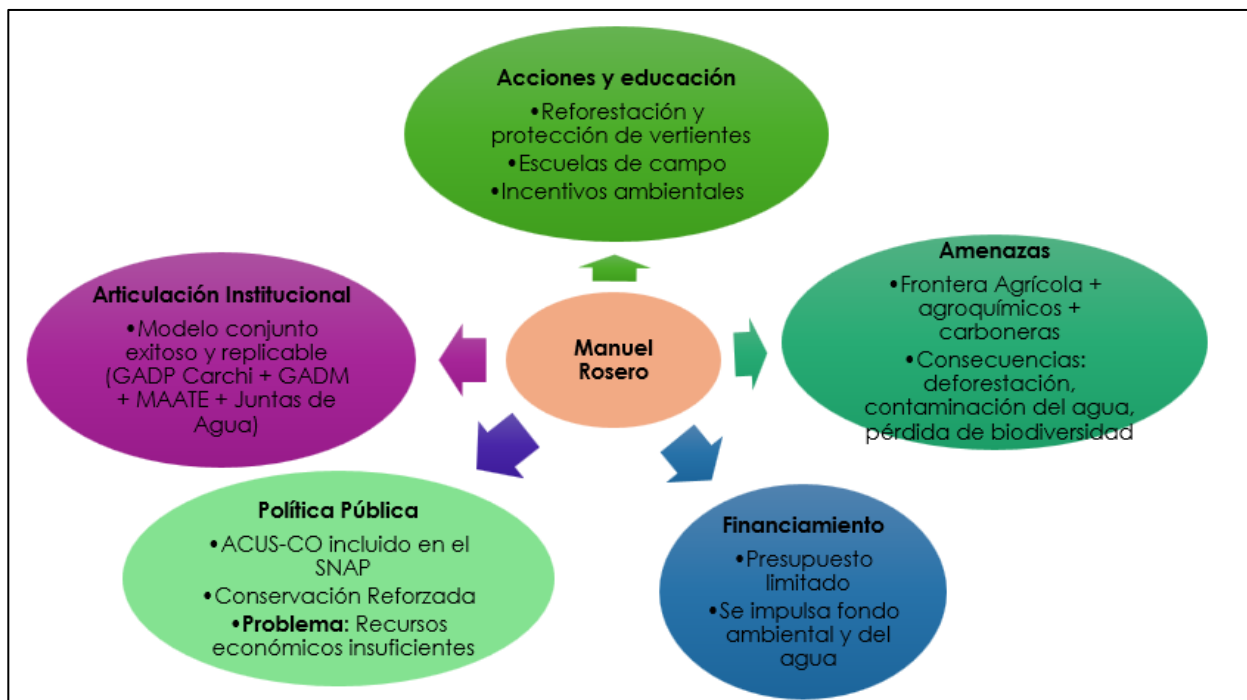 Acciones y educación
•Reforestación y
protección de vertientes
•Escuelas de campo
•Incentivos ambientales
Articulación Institucional
•Modelo conjunto
exitoso y replicable
(GADP Carchi + GADM
+ MAATE + Juntas de
Agua)
Manuel
Rosero
Amenazas
•Frontera Agrícola +
agroquímicos +
carboneras
•Consecuencias:
deforestación,
contaminación del agua,
pérdida de biodiversidad
Política Pública
•ACUS-CO incluido en el
SNAP
•Conservación Reforzada
•Problema: Recursos
económicos insuficientes
Financiamiento
•Presupuesto
limitado
•Se impulsa fondo
ambiental y del
agua